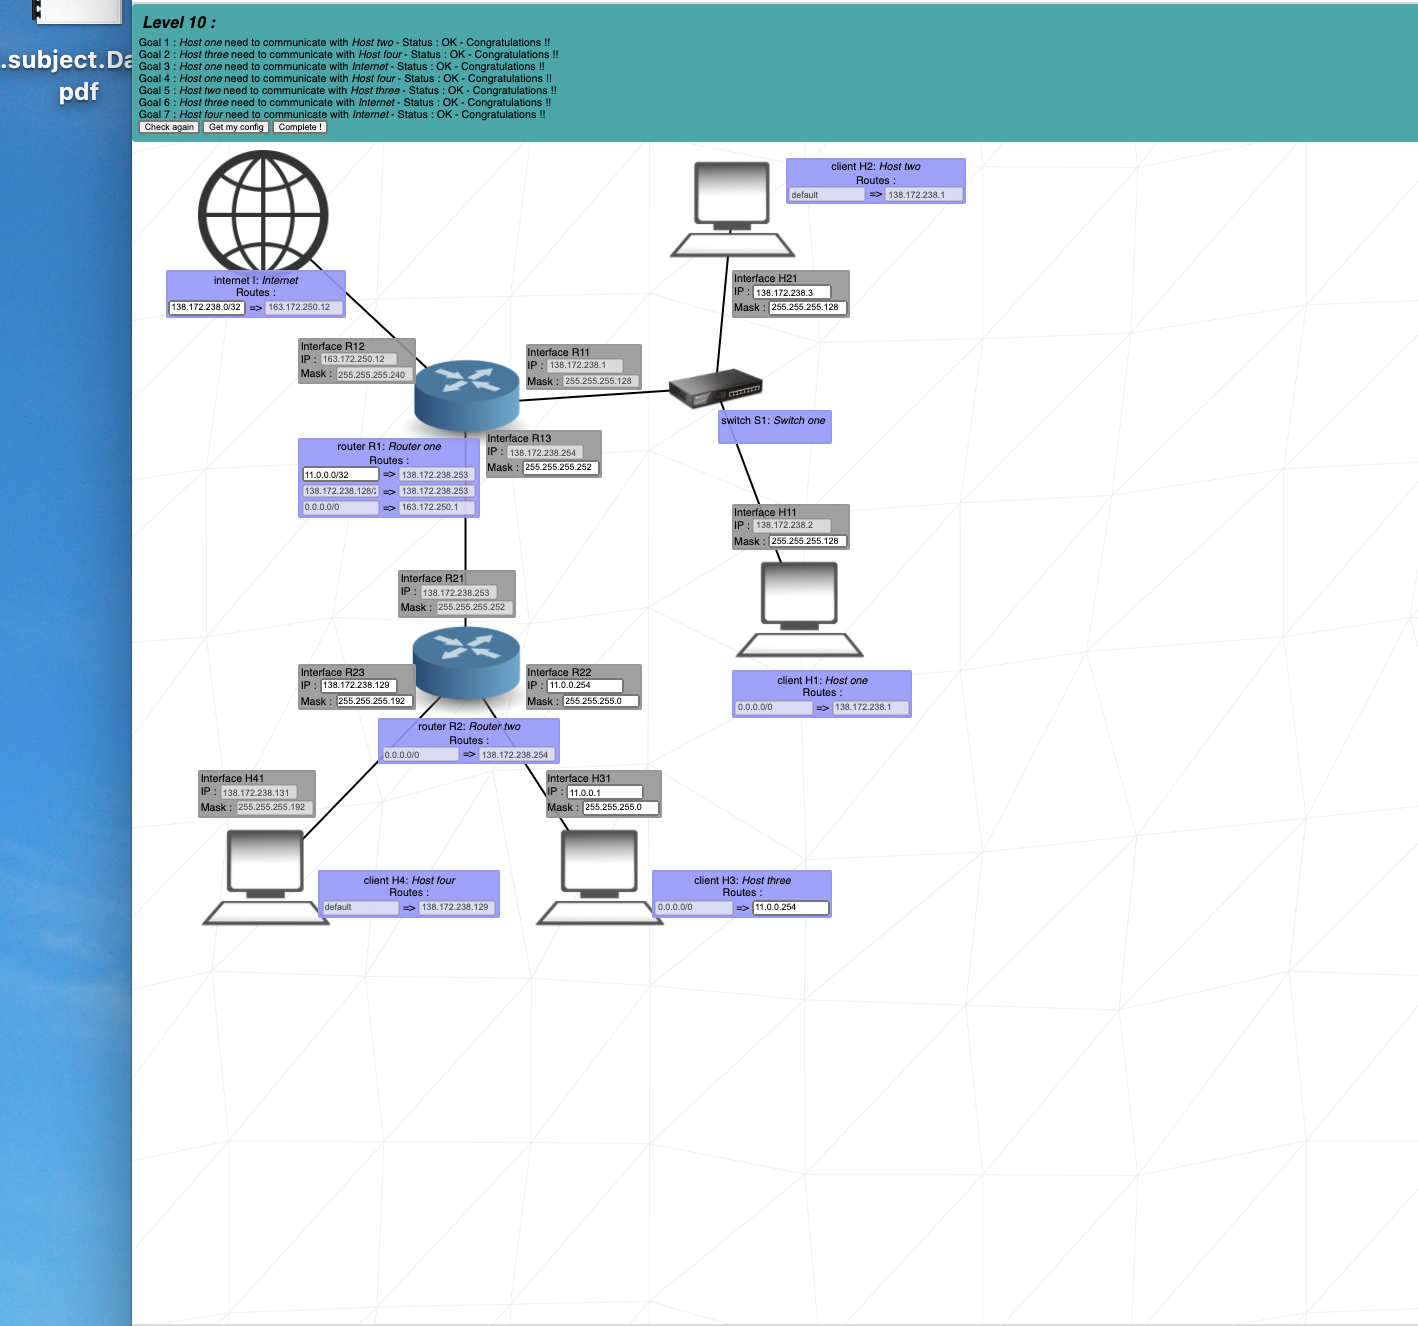 .subject.Da
pdf
Level 10 :
Goal 1 : Host one need to communicate with Host two - Status : OK - Congratulations !!
Goal 2 : Host three need to communicate with Host four - Status : OK - Congratulations !!
Goal 3 : Host one need to communicate with Internet - Status : OK - Congratulations !!
Goal 4 : Host one need to communicate with Host four - Status : OK - Congratulations !!
Goal 5 : Host two need to communicate with Host three - Status : OK - Congratulations !!
Goal 6 : Host three need to communicate with Internet - Status : OK - Congratulations !!
Goal 7 : Host four need to communicate with Internet - Status : OK - Congratulations !!
Check again Get my config Complete !
client H2: Host two
Routes :
default => 138.172.238.1
internet I: Internet
Routes :
138.172.238.0/32 => 163.172.250.12
Interface H21
IP : 138.172.238.3
Mask : 255.255.255.128
Interface R12
IP : 163.172.250.12
Mask : 255.255.255.240
Interface R11
IP : 138.172.238.1
Mask : 255.255.255.128
switch S1: Switch one
Interface R13
IP : 138.172.238.254
Mask : 255.255.255.252
router R1: Router one
Routes :
11.0.0.0/32 => 138.172.238.253
138.172.238.128/2 => 138.172.238.253
0.0.0.0/0 => 163.172.250.1
Interface H11
IP : 138.172.238.2
Mask : 255.255.255.128
Interface R21
IP : 138.172.238.253
Mask : 255.255.255.252
Interface R23
IP : 138.172.238.129
Mask : 255.255.255.192
Interface R22
IP : 11.0.0.254
Mask : 255.255.255.0
client H1: Host one
Routes :
0.0.0.0/0 => 138.172.238.1
router R2: Router two
Routes :
0.0.0.0/0 => 138.172.238.254
Interface H41
IP : 138.172.238.131
Mask : 255.255.255.192
Interface H31
IP : 11.0.0.1
Mask : 255.255.255.0
client H4: Host four
Routes :
default => 138.172.238.129
client H3: Host three
Routes :
0.0.0.0/0 => 11.0.0.254